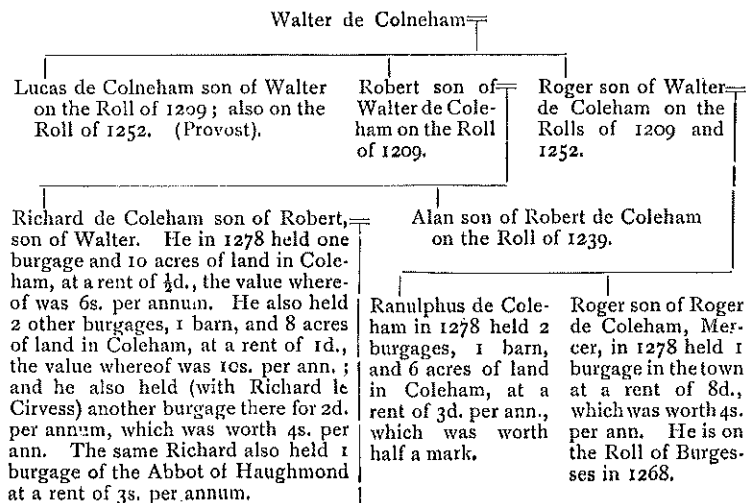 Walter de Colneham
Lucas de Colneham son of Walter
on the Roll of 1209; also on the
Roll of 1252. (Provost).
Robert son of
Walter de Cole-
ham on the Roll
of 1209.
Roger son of Walter
de Coleham on the
Rolls of 1209 and
1252.
Richard de Coleham son of Robert,
son of Walter. He in 1278 held one
burgage and 10 acres of land in Cole-
ham, at a rent of ½d., the value where-
of was 6s. per annum. He also held
2 other burgages, 1 barn, and 8 acres
of land in Coleham, at a rent of 1d.,
the value whereof was 10s. per ann.;
and he also held (with Richard le
Cirvess) another burgage there for 2d.
per annum, which was worth 4s. per
ann. The same Richard also held 1
burgage of the Abbot of Haughmond
at a rent of 3s. per annum.
Alan son of Robert de Coleham
on the Roll of 1239.
Ranulphus de Cole-
ham in 1278 held 2
burgages, 1 barn,
and 6 acres of land
in Coleham, at a
rent of 3d. per ann.,
which was worth
half a mark.
Roger son of Roger
de Coleham, Mer-
cer, in 1278 held 1
burgage in the town
at a rent of 8d.,
which was worth 4s.
per ann. He is on
the Roll of Burges-
ses in 1268.